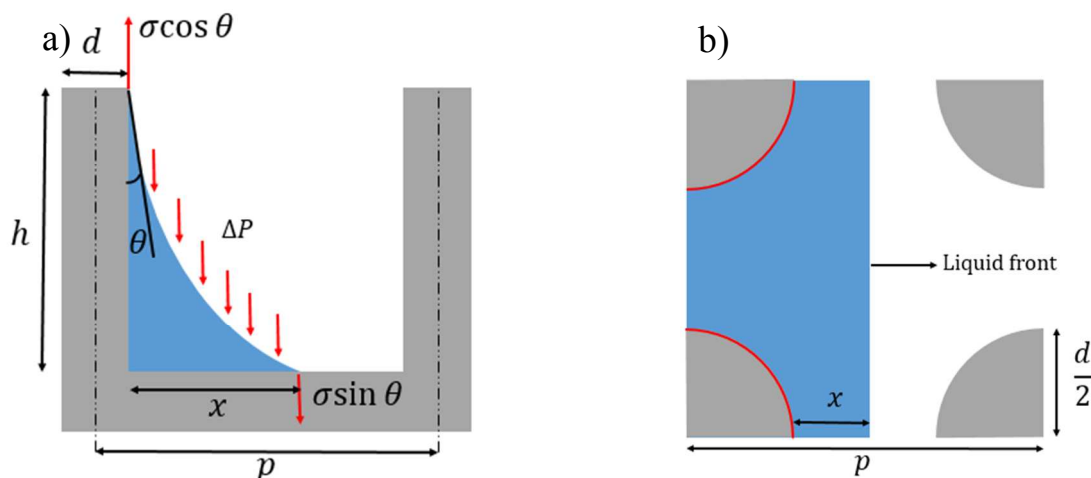 a)
d
σcos θ
h
θ
ΔP
x
σsin θ
p
b)
Liquid front
x
d/2
p